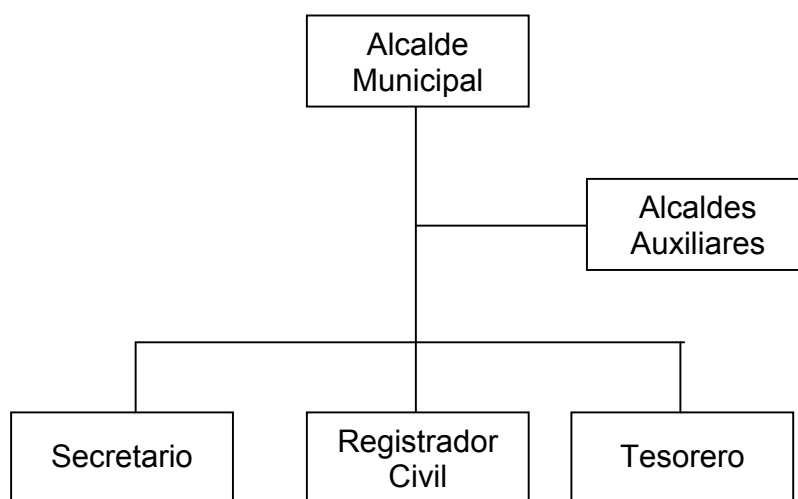 Alcalde
Municipal
Alcaldes
Auxiliares
Secretario
Registrador
Civil
Tesorero